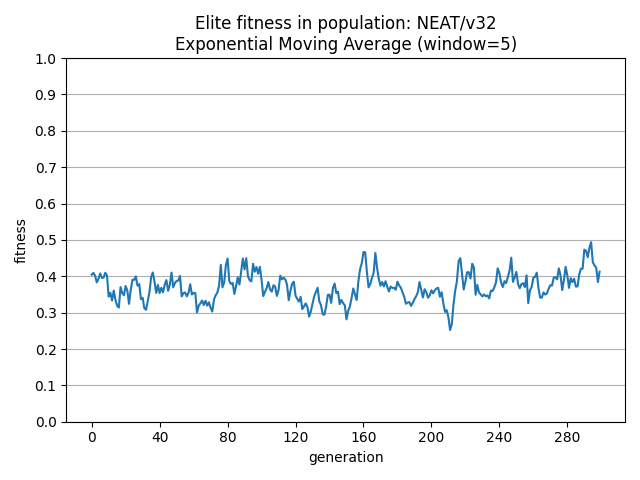 Elite fitness in population: NEAT/v32
Exponential Moving Average (window=5)
1.0
0.9
0.8
0.7
0.6
0.5
0.4
0.3
0.2
0.1
0.0
fitness
0 40 80 120 160 200 240 280
generation